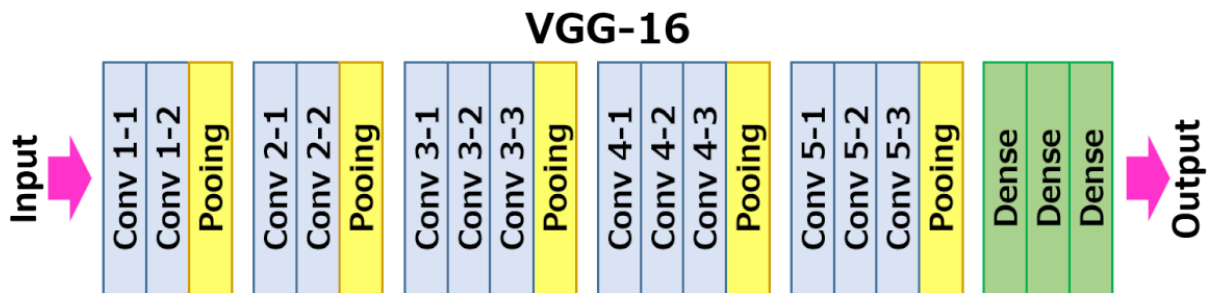 VGG-16
Input
Conv 1-1
Conv 1-2
Pooing
Conv 2-1
Conv 2-2
Pooing
Conv 3-1
Conv 3-2
Conv 3-3
Pooing
Conv 4-1
Conv 4-2
Conv 4-3
Pooing
Conv 5-1
Conv 5-2
Conv 5-3
Pooing
Dense
Dense
Dense
Output